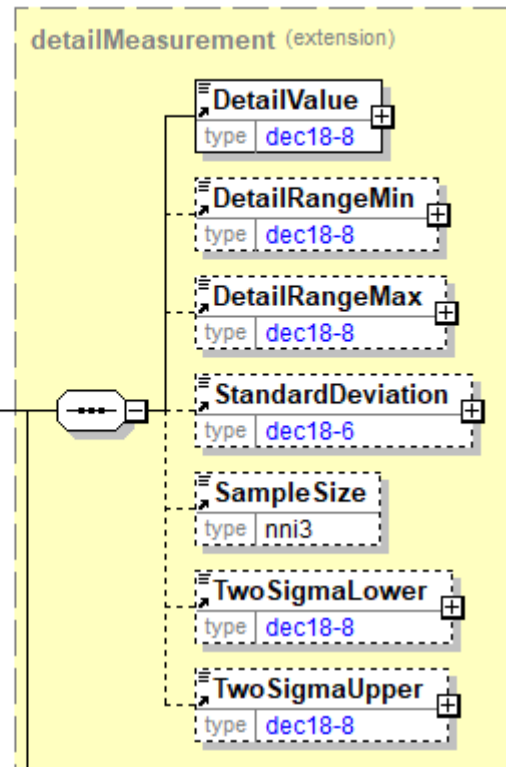 detailMeasurement (extension)
DetailValue
type dec18-8
DetailRangeMin
type dec18-8
DetailRangeMax
type dec18-8
StandardDeviation
type dec18-6
SampleSize
type nni3
TwoSigmaLower
type dec18-8
TwoSigmaUpper
type dec18-8